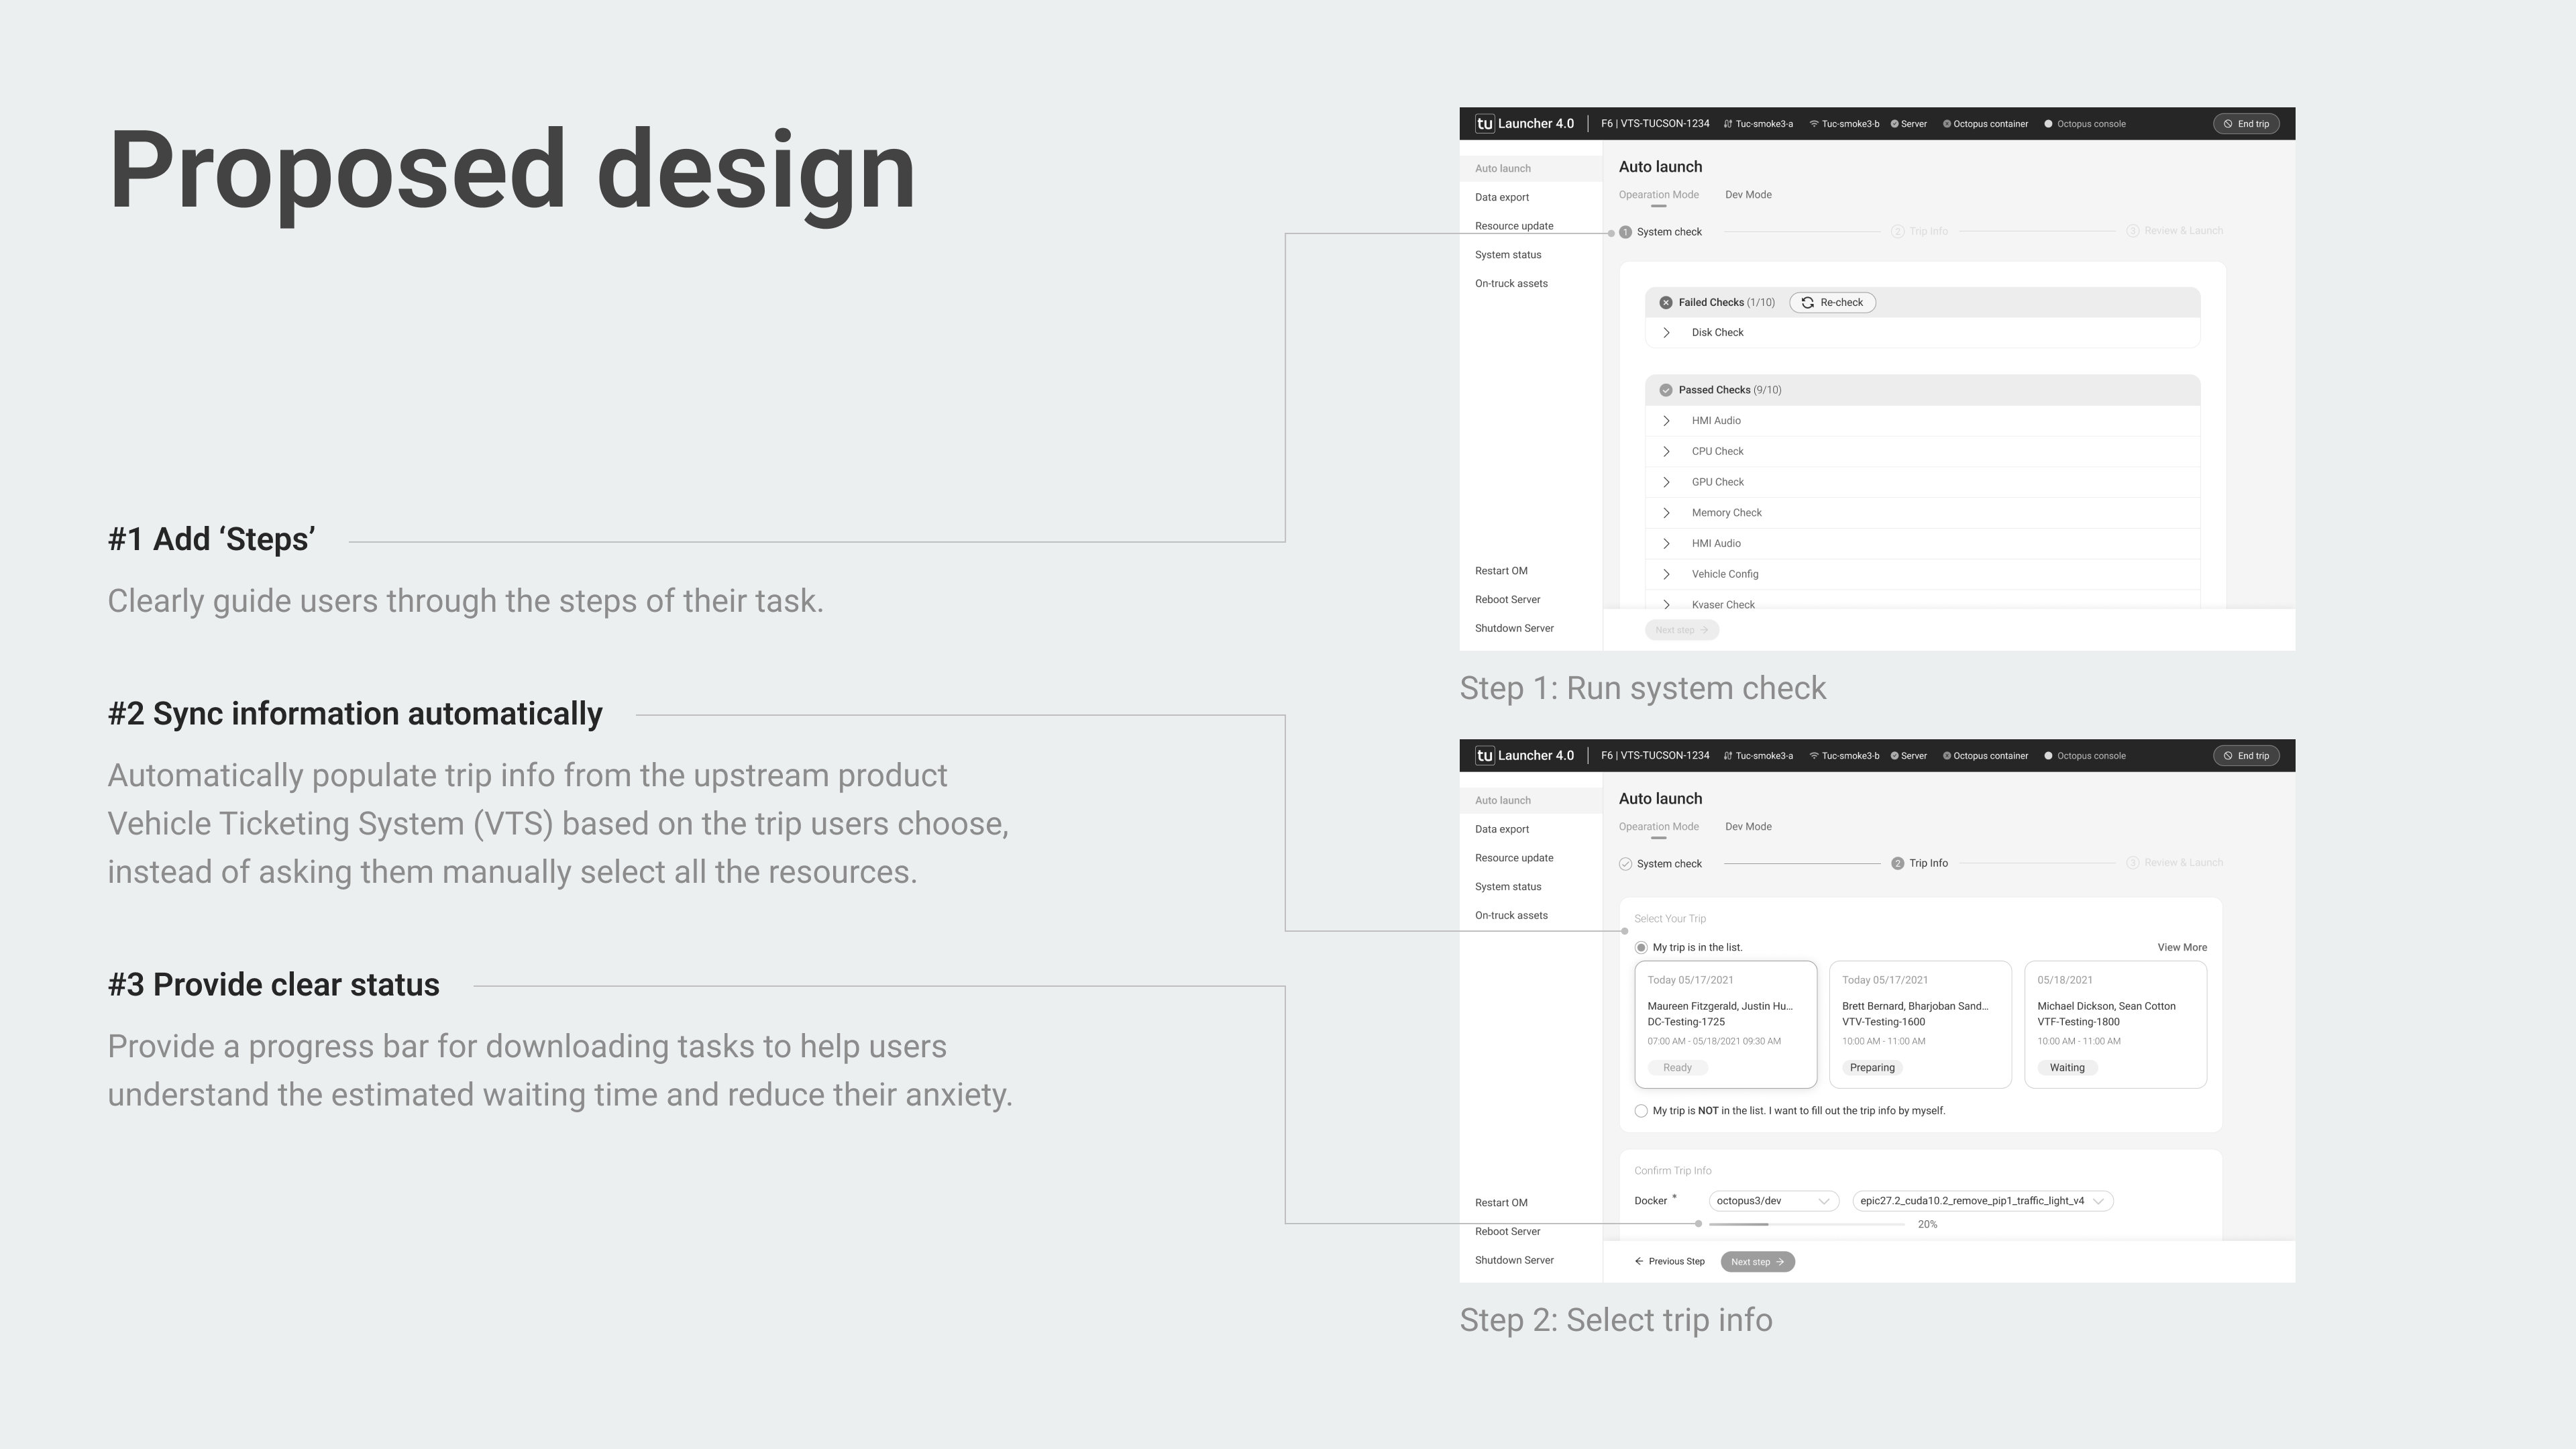 Proposed design
#1 Add ‘Steps’
Clearly guide users through the steps of their task.
#2 Sync information automatically
Automatically populate trip info from the upstream product
Vehicle Ticketing System (VTS) based on the trip users choose,
instead of asking them manually select all the resources.
#3 Provide clear status
Provide a progress bar for downloading tasks to help users
understand the estimated waiting time and reduce their anxiety.
tu Launcher 4.0 F6 | VTS-TUCSON-1234 Tuc-smoke3-a Tuc-smoke3-b Server Octopus container Octopus console End trip
Auto launch
Data export
Resource update
System status
On-truck assets
Restart OM
Reboot Server
Shutdown Server
Auto launch
Opearation Mode Dev Mode
1 System check 2 Trip Info 3 Review & Launch
Failed Checks (1/10) Re-check
Disk Check
Passed Checks (9/10)
HMI Audio
CPU Check
GPU Check
Memory Check
HMI Audio
Vehicle Config
Kvaser Check
Next step
Step 1: Run system check
tu Launcher 4.0 F6 | VTS-TUCSON-1234 Tuc-smoke3-a Tuc-smoke3-b Server Octopus container Octopus console End trip
Auto launch
Data export
Resource update
System status
On-truck assets
Restart OM
Reboot Server
Shutdown Server
Auto launch
Opearation Mode Dev Mode
System check 2 Trip Info 3 Review & Launch
Select Your Trip
My trip is in the list. View More
Today 05/17/2021
Maureen Fitzgerald, Justin Hu...
DC-Testing-1725
07:00 AM - 05/18/2021 09:30 AM
Ready
Today 05/17/2021
Brett Bernard, Bharjoban Sand...
VTV-Testing-1600
10:00 AM - 11:00 AM
Preparing
05/18/2021
Michael Dickson, Sean Cotton
VTF-Testing-1800
10:00 AM - 11:00 AM
Waiting
My trip is NOT in the list. I want to fill out the trip info by myself.
Confirm Trip Info
Docker * octopus3/dev epic27.2_cuda10.2_remove_pip1_traffic_light_v4
20%
Previous Step Next step
Step 2: Select trip info